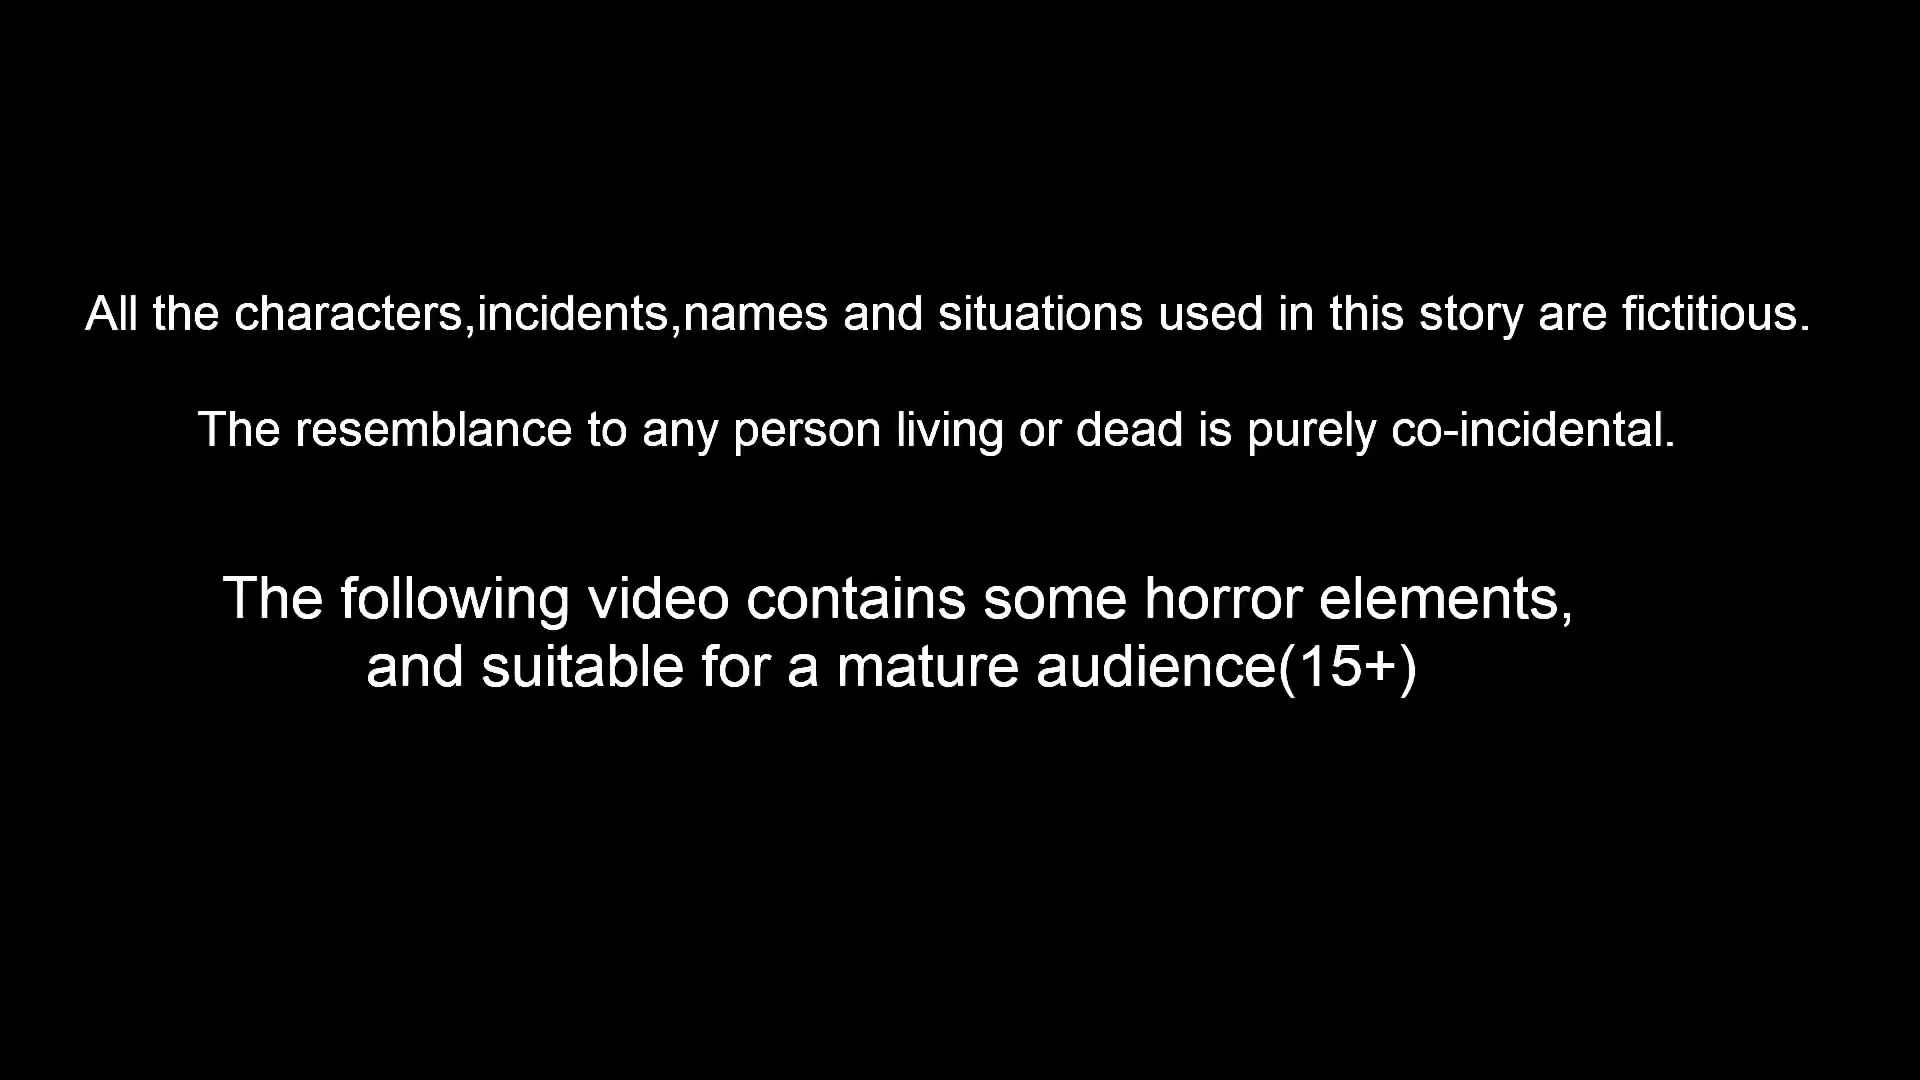 All the characters,incidents,names and situations used in this story are fictitious.
The resemblance to any person living or dead is purely co-incidental.
The following video contains some horror elements,
and suitable for a mature audience(15+)